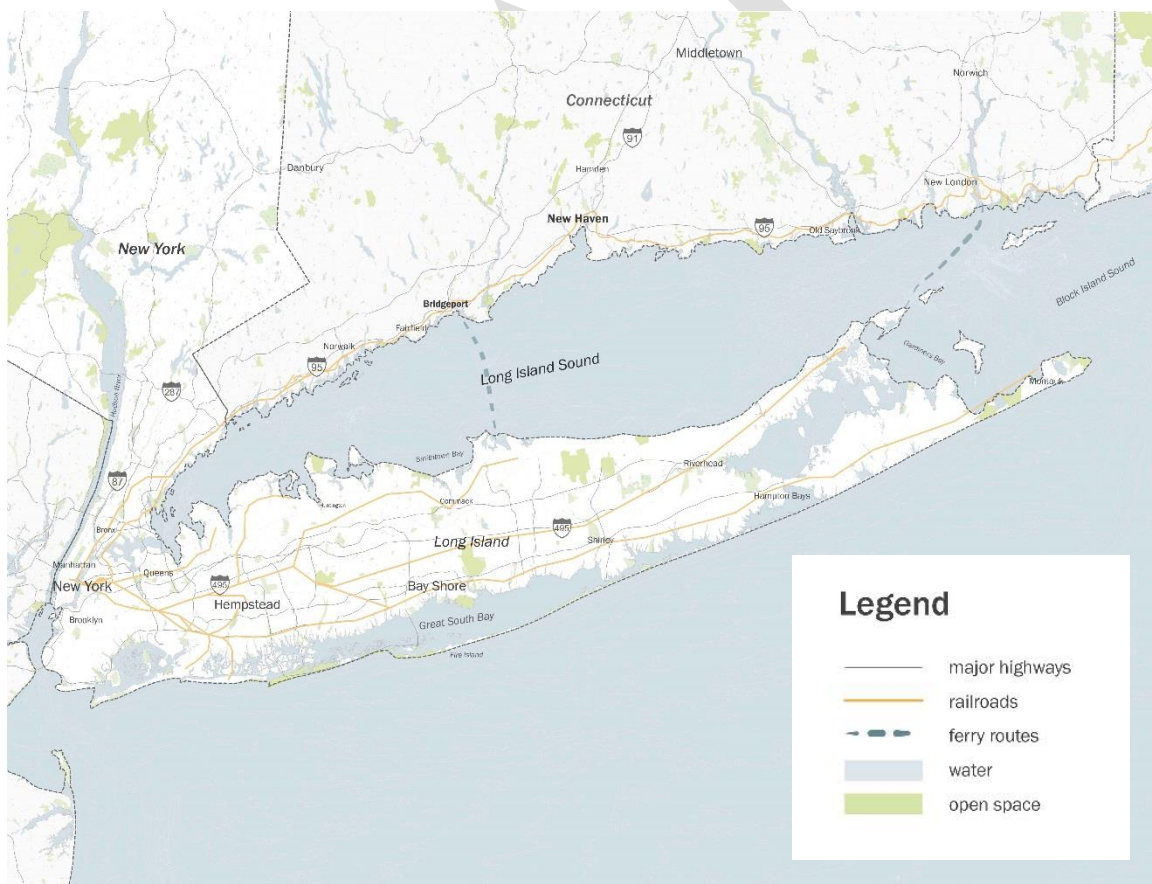 Middletown
Norwich
Connecticut
91
Danbury
Hamden
New London
New Haven
95
Old Saybrook
New York
Block Island Sound
Bridgeport
Fairfield
Norwalk
Gardiners Bay
95
Long Island Sound
Montauk
287
Hudson River
Smithtown Bay
Riverhead
87
Commack
Hampton Bays
Bronx
495
Long Island
Shirley
Manhattan
Queens
New York
495
Bay Shore
Hempstead
Brooklyn
Great South Bay
Fire Island
Legend
major highways
railroads
ferry routes
water
open space